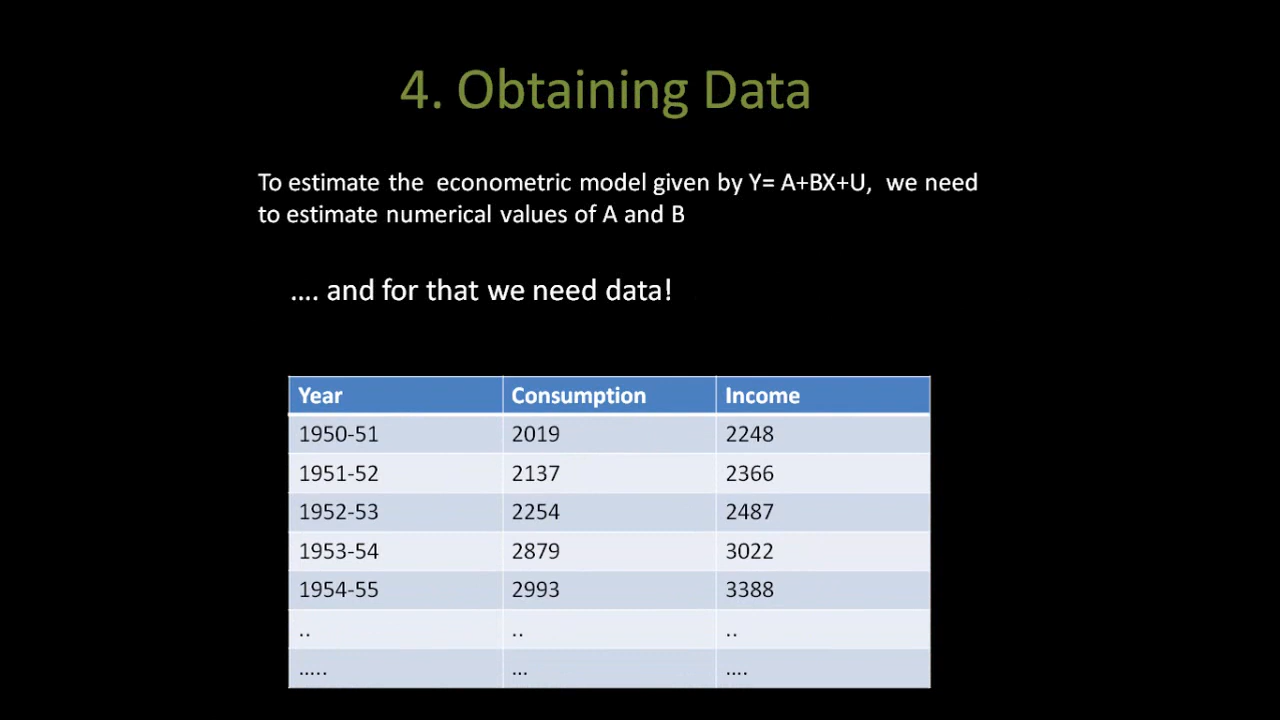 4. Obtaining Data
To estimate the econometric model given by Y= A+BX+U, we need
to estimate numerical values of A and B
.... and for that we need data!
Year Consumption Income
1950-51 2019 2248
1951-52 2137 2366
1952-53 2254 2487
1953-54 2879 3022
1954-55 2993 3388
.. .. ..
..... ... ....